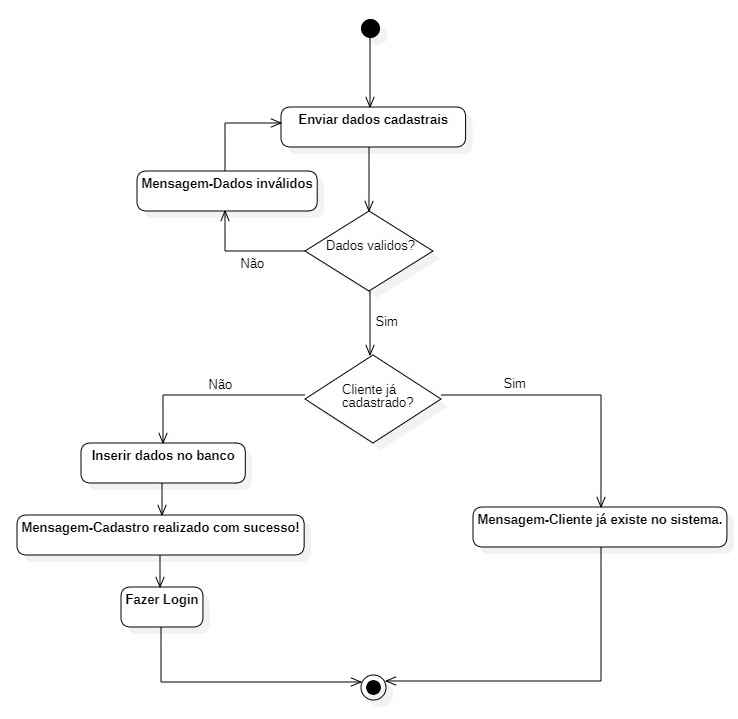 Enviar dados cadastrais
Mensagem-Dados inválidos
Dados validos?
Não
Sim
Cliente já
cadastrado?
Não
Sim
Inserir dados no banco
Mensagem-Cliente já existe no sistema.
Mensagem-Cadastro realizado com sucesso!
Fazer Login